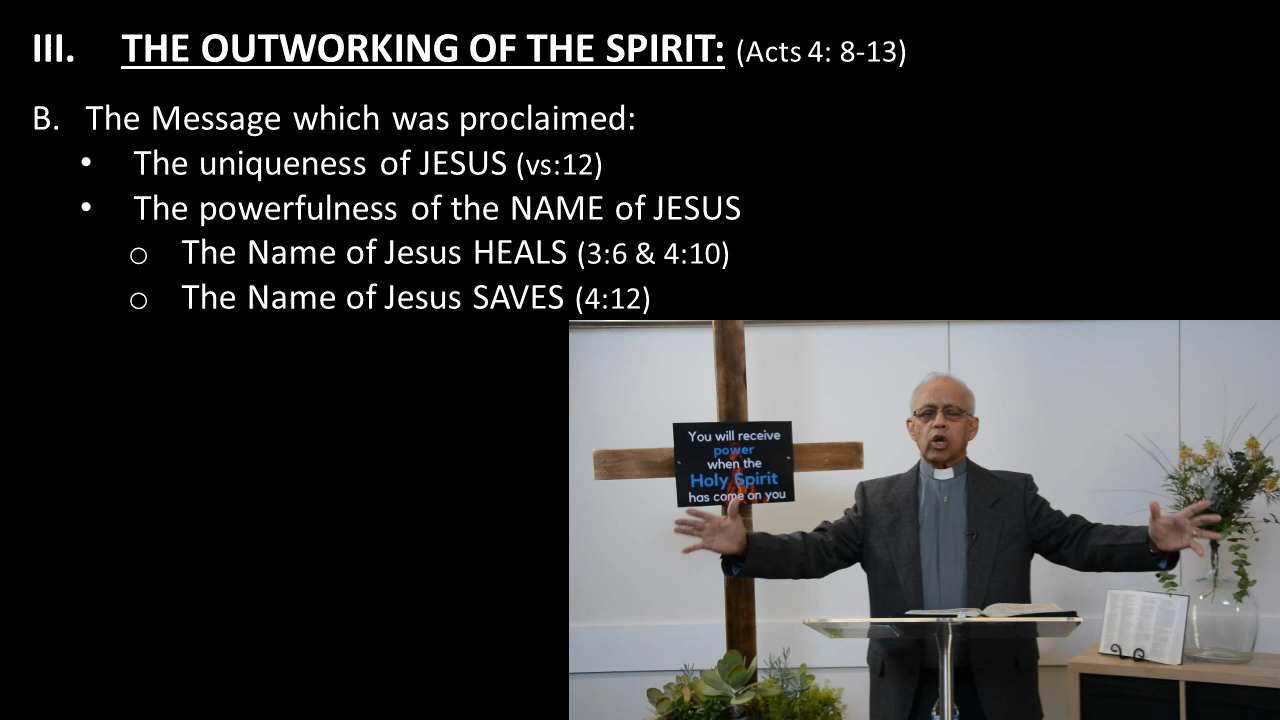 III. THE OUTWORKING OF THE SPIRIT: (Acts 4: 8-13)
B. The Message which was proclaimed:
• The uniqueness of JESUS (vs:12)
• The powerfulness of the NAME of JESUS
o The Name of Jesus HEALS (3:6 & 4:10)
o The Name of Jesus SAVES (4:12)
You will receive
power
when the
Holy Spirit
has come on you